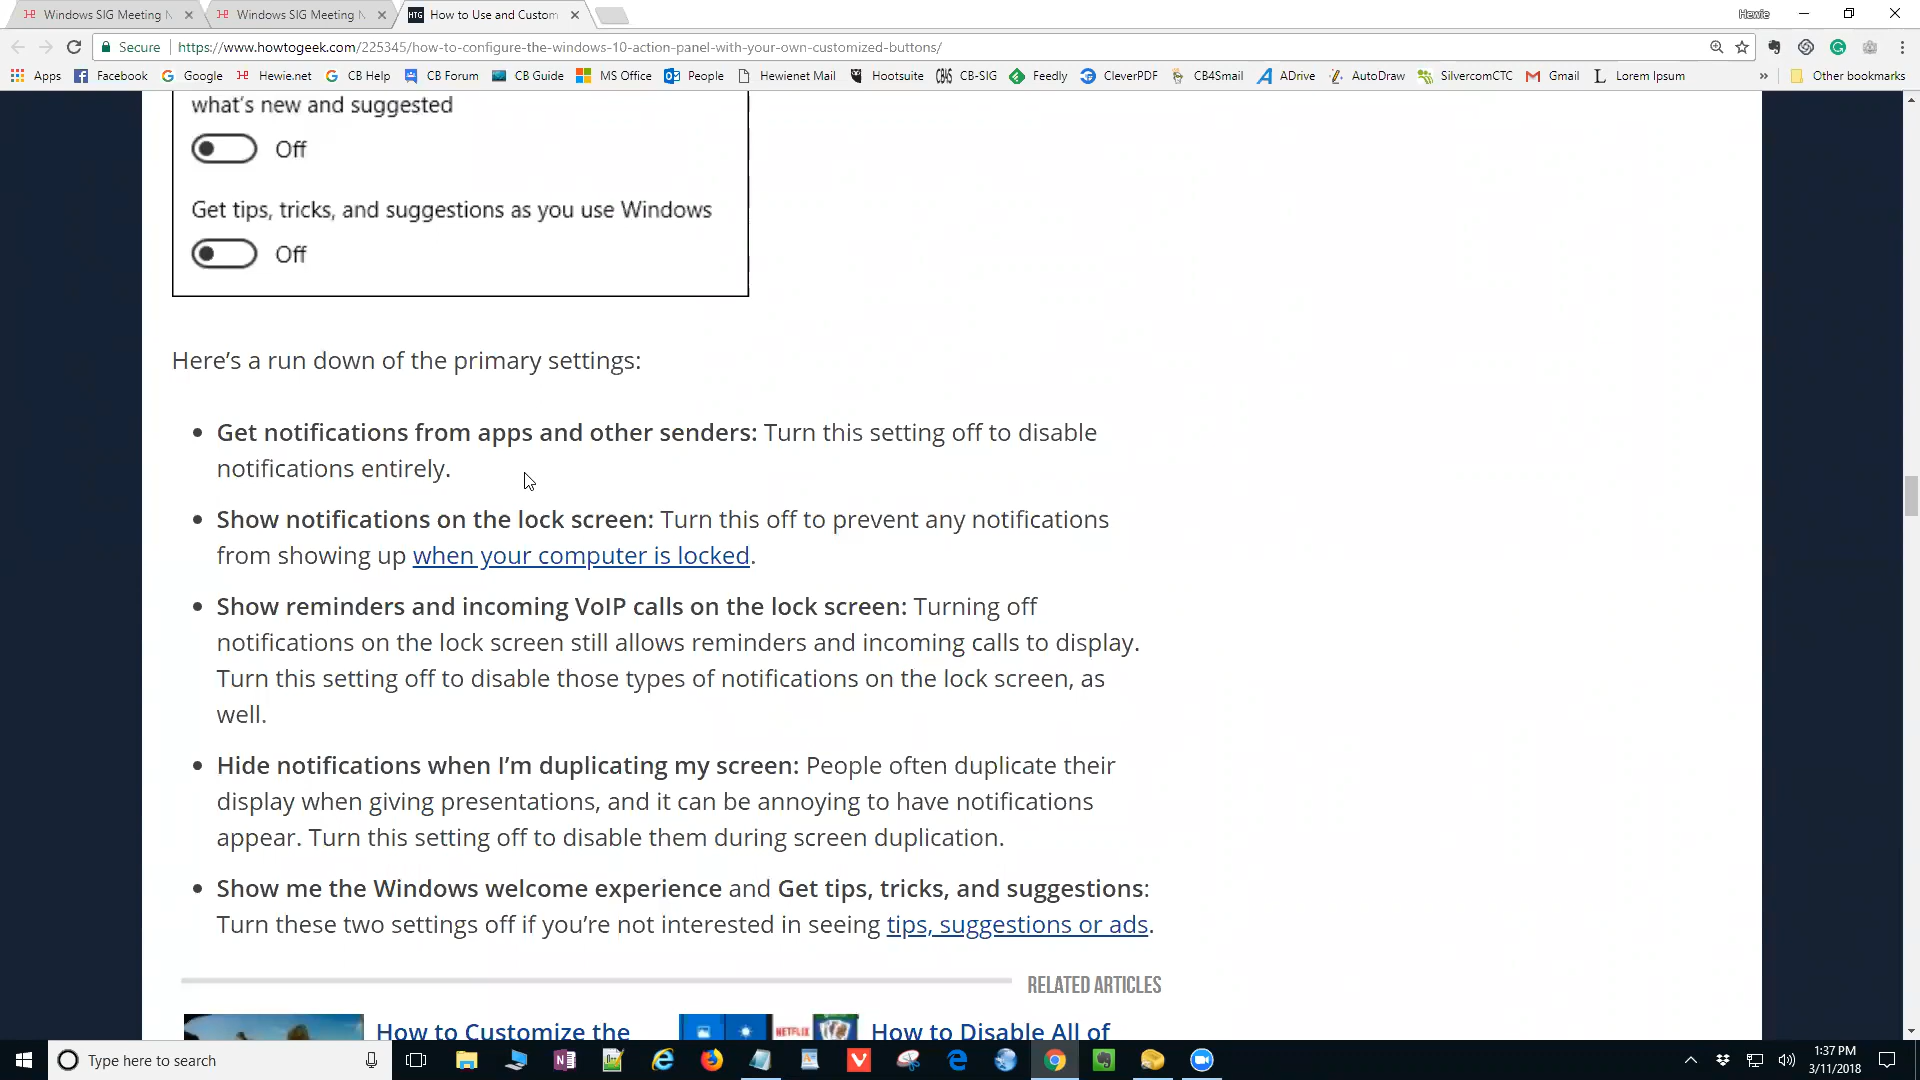 Windows SIG Meeting N
Windows SIG Meeting N
HTG How to Use and Custom
Hewie
Secure https://www.howtogeek.com/225345/how-to-configure-the-windows-10-action-panel-with-your-own-customized-buttons/
Apps Facebook Google Hewie.net CB Help CB Forum CB Guide MS Office People Hewienet Mail Hootsuite CB-SIG Feedly CleverPDF CB4Smail ADrive AutoDraw SilvercomCTC Gmail Lorem Ipsum » Other bookmarks
what's new and suggested
Off
Get tips, tricks, and suggestions as you use Windows
Off
Here's a run down of the primary settings:
• Get notifications from apps and other senders: Turn this setting off to disable
notifications entirely.
• Show notifications on the lock screen: Turn this off to prevent any notifications
from showing up when your computer is locked.
• Show reminders and incoming VoIP calls on the lock screen: Turning off
notifications on the lock screen still allows reminders and incoming calls to display.
Turn this setting off to disable those types of notifications on the lock screen, as
well.
• Hide notifications when I'm duplicating my screen: People often duplicate their
display when giving presentations, and it can be annoying to have notifications
appear. Turn this setting off to disable them during screen duplication.
• Show me the Windows welcome experience and Get tips, tricks, and suggestions:
Turn these two settings off if you're not interested in seeing tips, suggestions or ads.
RELATED ARTICLES
How to Customize the
NETFLIX
How to Disable All of
Type here to search
1:37 PM
3/11/2018